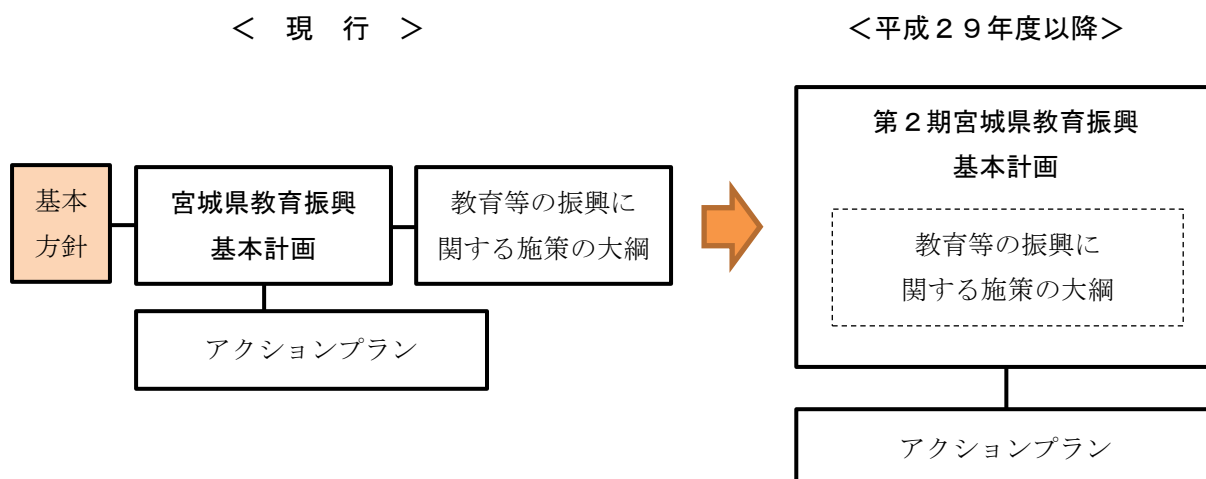 ＜ 現 行 ＞
基本
方針
宮城県教育振興
基本計画
教育等の振興に
関する施策の大綱
アクションプラン
＜平成２９年度以降＞
第２期宮城県教育振興
基本計画
教育等の振興に
関する施策の大綱
アクションプラン